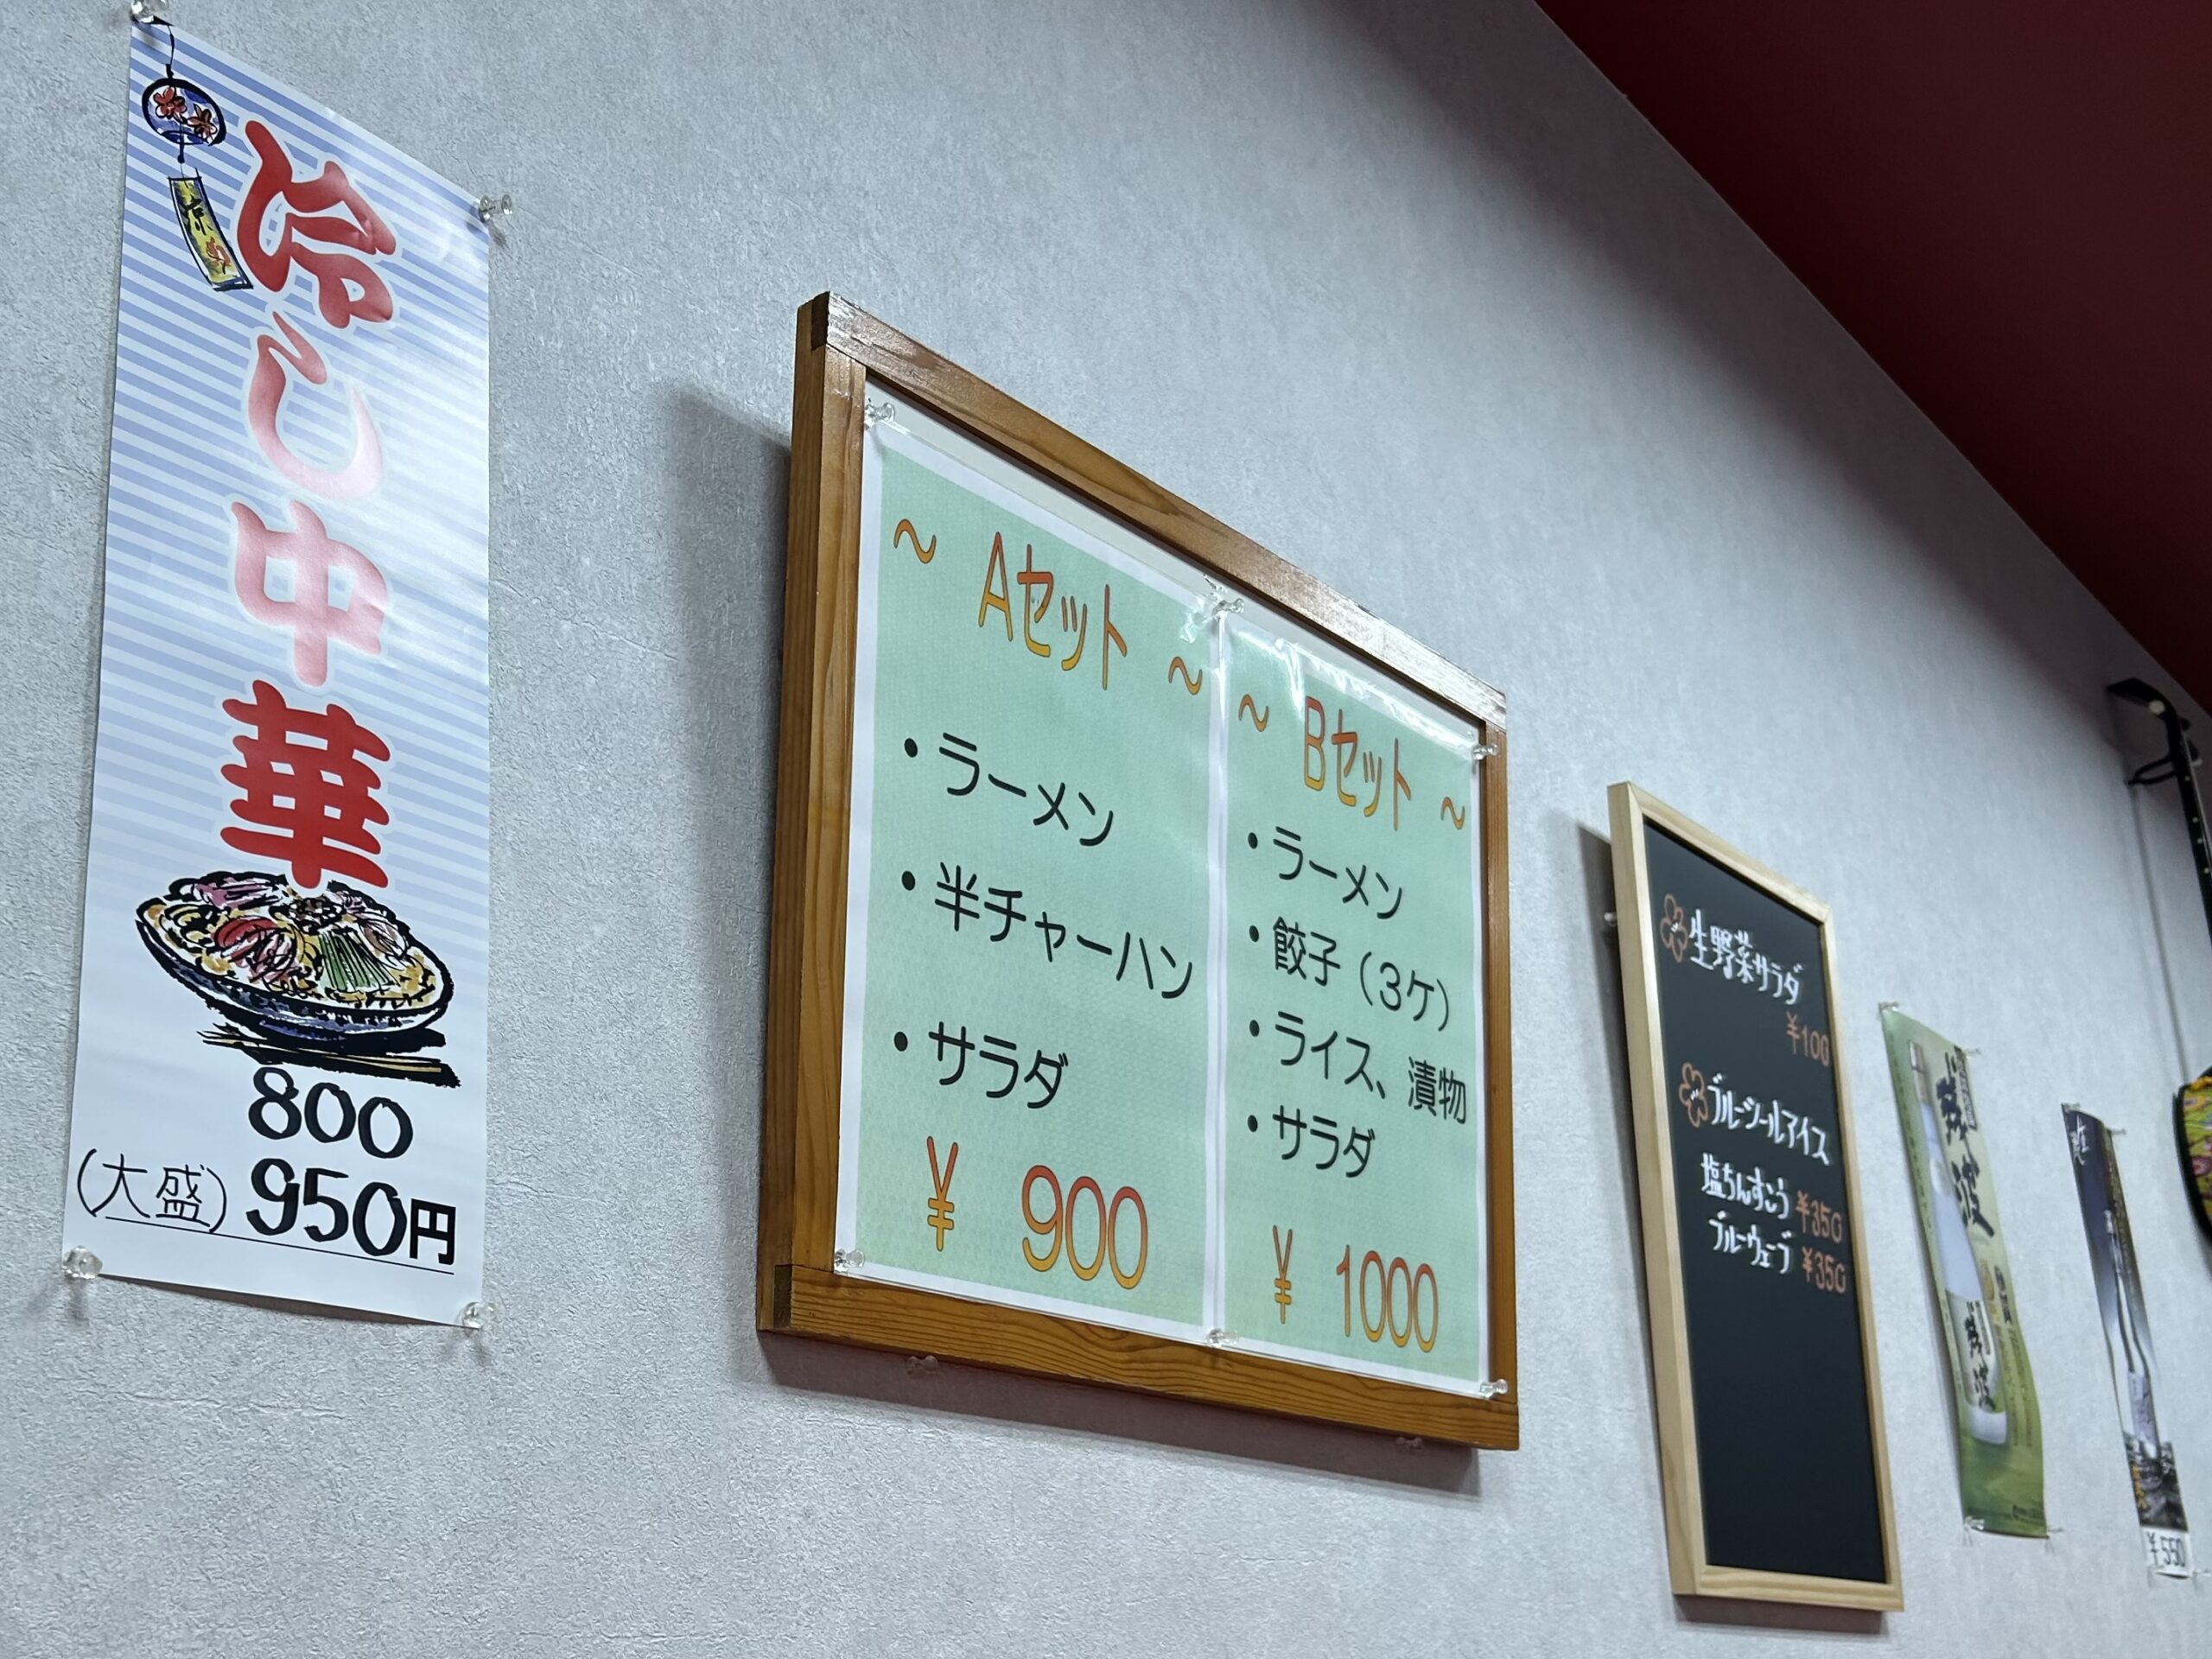 冷し中華
800
(大盛) 950円
～ Aセット ～
・ラーメン
・半チャーハン
・サラダ
¥ 900
～ Bセット ～
・ラーメン
・餃子（3ケ）
・ライス、漬物
・サラダ
¥ 1000
生野菜サラダ
¥100
ブルーシールアイス
塩ちんすこう ¥350
ブルーウェーブ ¥350
残波
残波
¥550